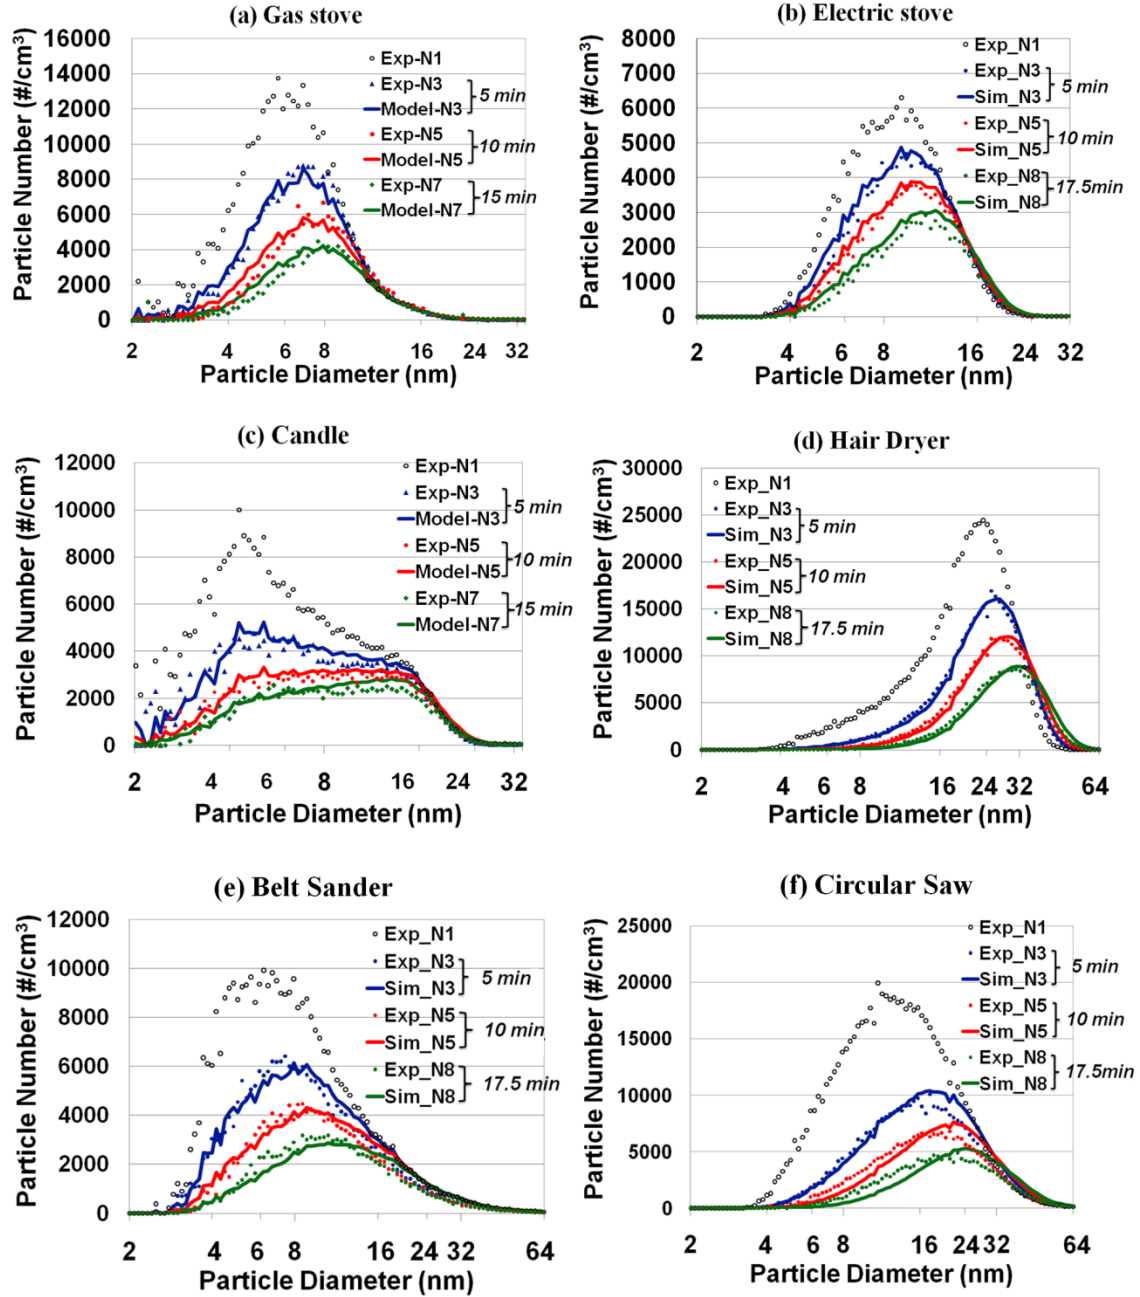 (a) Gas stove
Particle Number (#/cm³)
16000
14000
12000
10000
8000
6000
4000
2000
0
Exp-N1
Exp-N3
Model-N3
5 min
Exp-N5
Model-N5
10 min
Exp-N7
Model-N7
15 min
2 4 6 8 16 24 32
Particle Diameter (nm)
(b) Electric stove
Particle Number (#/cm³)
8000
7000
6000
5000
4000
3000
2000
1000
0
Exp_N1
Exp_N3
Sim_N3
5 min
Exp_N5
Sim_N5
10 min
Exp_N8
Sim_N8
17.5min
2 4 6 8 16 24 32
Particle Diameter (nm)
(c) Candle
Particle Number (#/cm³)
12000
10000
8000
6000
4000
2000
0
Exp-N1
Exp-N3
Model-N3
5 min
Exp-N5
Model-N5
10 min
Exp-N7
Model-N7
15 min
2 4 6 8 16 24 32
Particle Diameter (nm)
(d) Hair Dryer
Particle Number (#/cm³)
30000
25000
20000
15000
10000
5000
0
Exp_N1
Exp_N3
Sim_N3
5 min
Exp_N5
Sim_N5
10 min
Exp_N8
Sim_N8
17.5 min
2 4 6 8 16 24 32 64
Particle Diameter (nm)
(e) Belt Sander
Particle Number (#/cm³)
12000
10000
8000
6000
4000
2000
0
Exp_N1
Exp_N3
Sim_N3
5 min
Exp_N5
Sim_N5
10 min
Exp_N8
Sim_N8
17.5 min
2 4 6 8 16 24 32 64
Particle Diameter (nm)
(f) Circular Saw
Particle Number (#/cm³)
25000
20000
15000
10000
5000
0
Exp_N1
Exp_N3
Sim_N3
5 min
Exp_N5
Sim_N5
10 min
Exp_N8
Sim_N8
17.5min
2 4 6 8 16 24 32 64
Particle Diameter (nm)